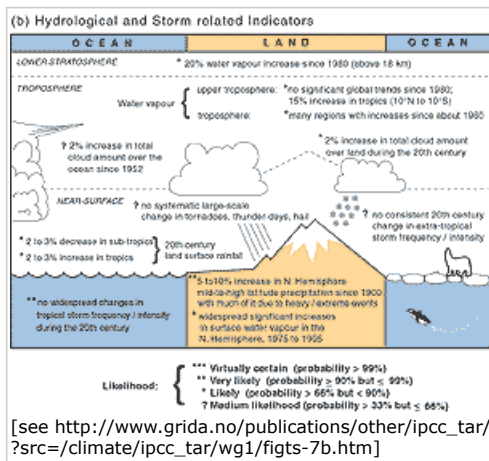 (b) Hydrological and Storm related Indicators
OCEAN LAND OCEAN
LOWER STRATOSPHERE * 20% water vapour increase since 1980 (above 18 km)
TROPOSPHERE
Water vapour
upper troposphere: *no significant global trends since 1980;
15% increase in tropics (10°N to 10°S)
troposphere: *many regions with increases since about 1960
? 2% increase in total
cloud amount over the
ocean since 1952
* 2% increase in total cloud amount
over land during the 20th century
NEAR-SURFACE
? no systematic large-scale
change in tornadoes, thunder days, hail
? no consistent 20th century
change in extra-tropical
storm frequency / intensity
* 2 to 3% decrease in sub-tropics
* 2 to 3% increase in tropics
20th century
land surface rainfall
** no widespread changes in
tropical storm frequency / intensity
during the 20th century
** 5 to 10% increase in N. Hemisphere
mid-to-high latitude precipitation since 1900
with much of it due to heavy / extreme events
* widespread significant increases
in surface water vapour in the
N. Hemisphere, 1975 to 1995
Likelihood:
*** Virtually certain (probability > 99%)
** Very likely (probability ≥ 90% but ≤ 99%)
* Likely (probability > 66% but < 90%)
? Medium likelihood (probability > 33% but ≤ 66%)
[see http://www.grida.no/publications/other/ipcc_tar/
?src=/climate/ipcc_tar/wg1/figts-7b.htm]